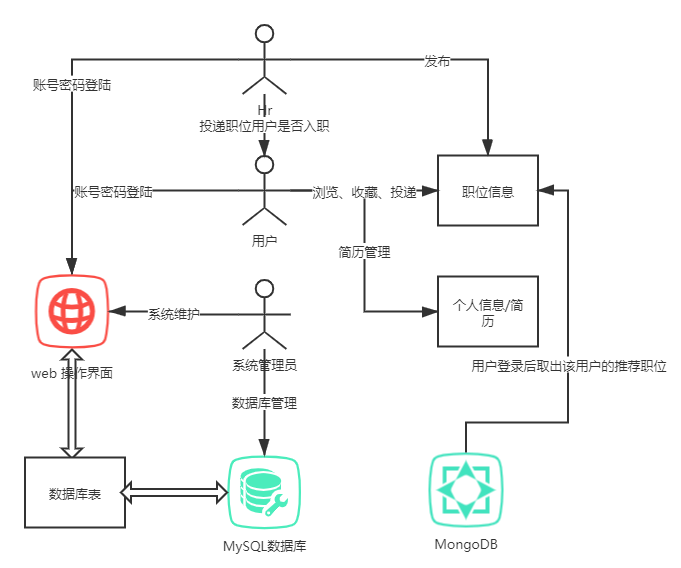 发布
账号密码登陆
Hr
投递职位用户是否入职
账号密码登陆
浏览、收藏、投递
职位信息
用户
简历管理
系统维护
个人信息/简
历
web 操作界面
系统管理员
用户登录后取出该用户的推荐职位
数据库管理
数据库表
MySQL数据库
MongoDB